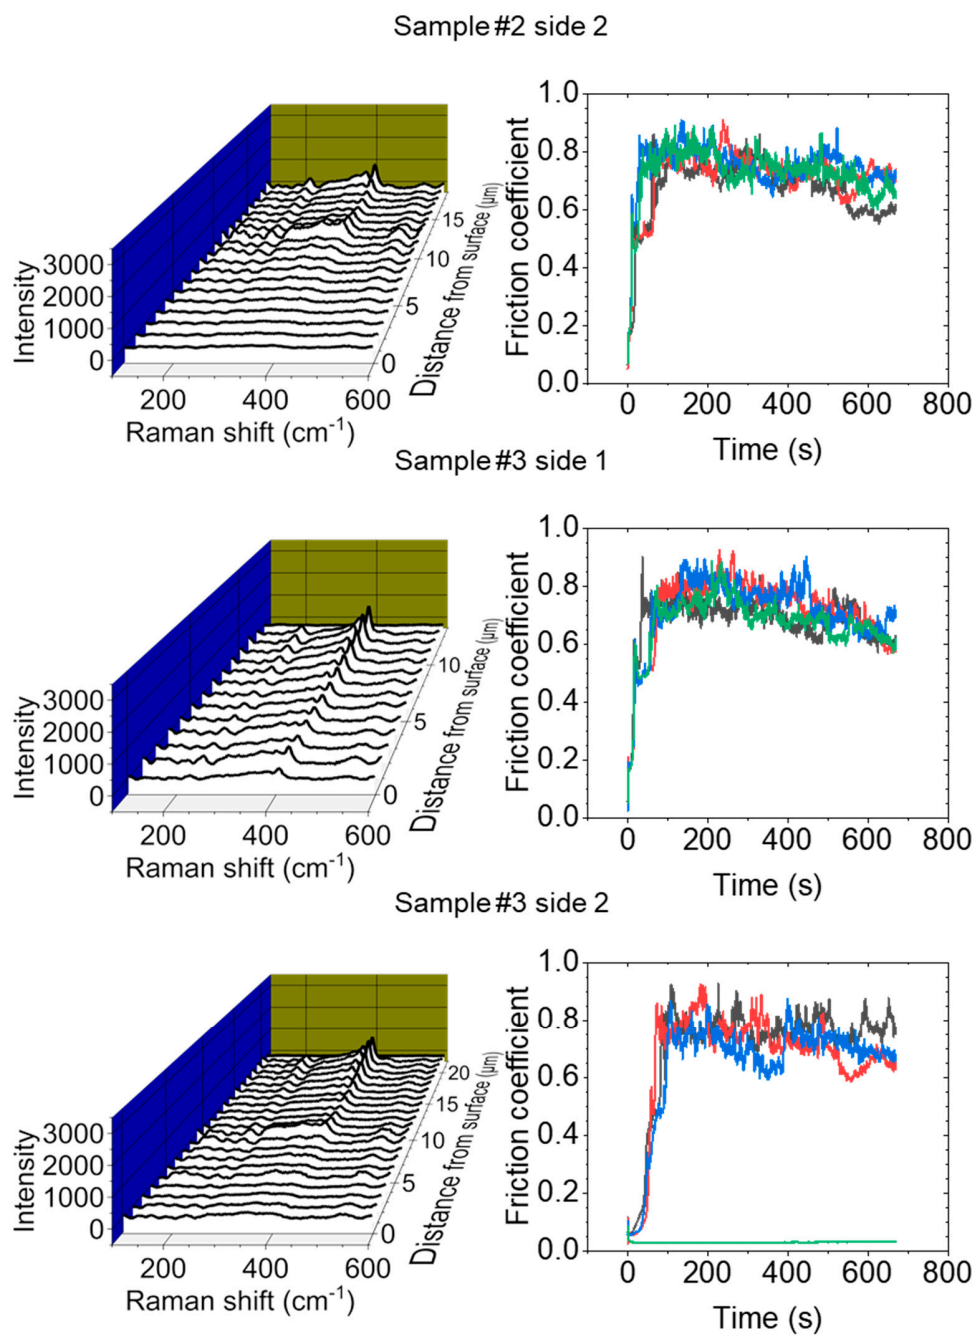 Sample #2 side 2
Intensity
3000
2000
1000
0
200 400 600
Raman shift (cm-1)
0 5 10 15
Distance from surface (µm)
Friction coefficient
1.0
0.8
0.6
0.4
0.2
0.0
0 200 400 600 800
Time (s)
Sample #3 side 1
Intensity
3000
2000
1000
0
200 400 600
Raman shift (cm-1)
0 5 10
Distance from surface (µm)
Friction coefficient
1.0
0.8
0.6
0.4
0.2
0.0
0 200 400 600 800
Time (s)
Sample #3 side 2
Intensity
3000
2000
1000
0
200 400 600
Raman shift (cm-1)
0 5 10 15 20
Distance from surface (µm)
Friction coefficient
1.0
0.8
0.6
0.4
0.2
0.0
0 200 400 600 800
Time (s)